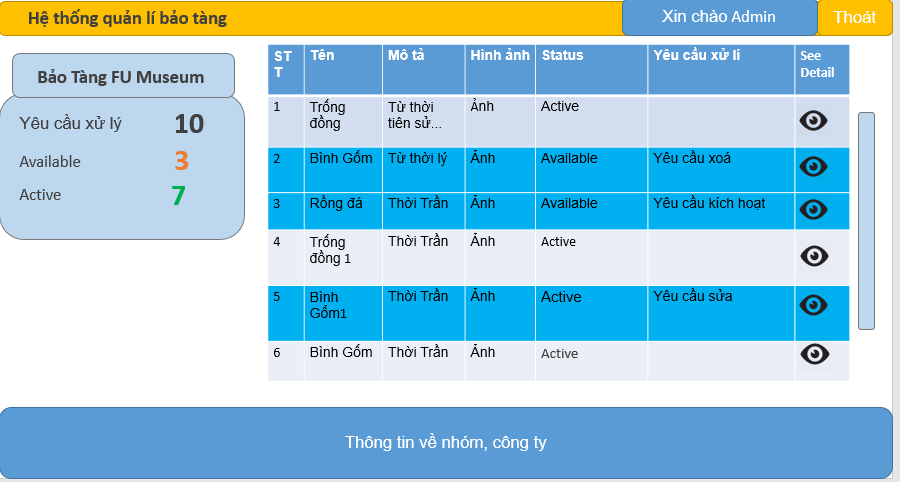 Hệ thống quản lí bảo tàng
Xin chào Admin
Thoát
Bảo Tàng FU Museum
Yêu cầu xử lý 10
Available 3
Active 7
ST
T
Tên
Mô tả
Hình ảnh
Status
Yêu cầu xử lí
See
Detail
1
Trống
đồng
Từ thời
tiên sử...
Ảnh
Active
2
Bình Gốm
Từ thời lý
Ảnh
Available
Yêu cầu xoá
3
Rồng đá
Thời Trần
Ảnh
Available
Yêu cầu kích hoạt
4
Trống
đồng 1
Thời Trần
Ảnh
Active
5
Bình
Gốm1
Thời Trần
Ảnh
Active
Yêu cầu sửa
6
Bình Gốm
Thời Trần
Ảnh
Active
Thông tin về nhóm, công ty